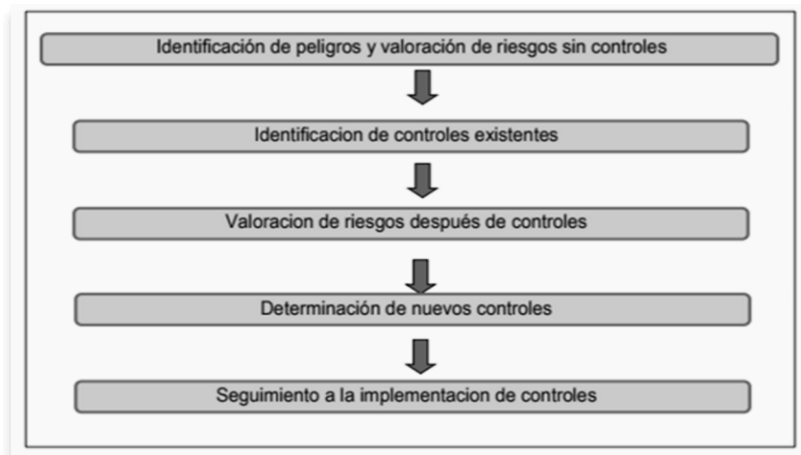 Identificación de peligros y valoración de riesgos sin controles
Identificacion de controles existentes
Valoracion de riesgos después de controles
Determinación de nuevos controles
Seguimiento a la implementacion de controles